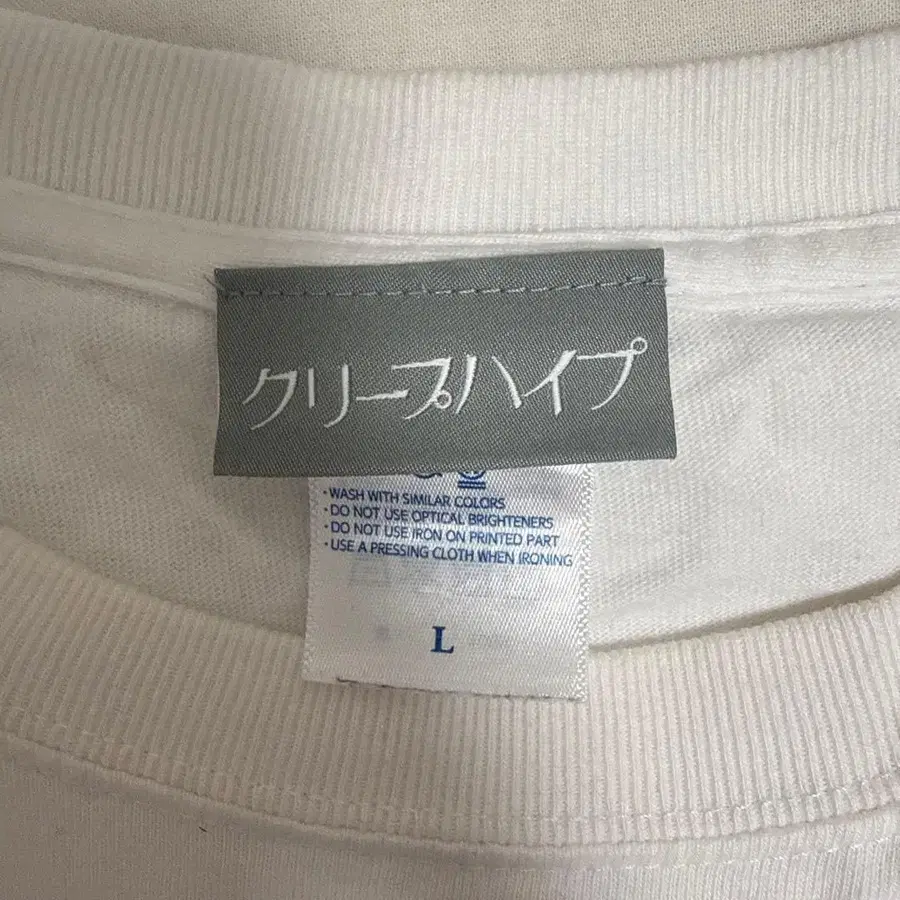 クリープハイプ
・WASH WITH SIMILAR COLORS
・DO NOT USE OPTICAL BRIGHTENERS
・DO NOT USE IRON ON PRINTED PART
・USE A PRESSING CLOTH WHEN IRONING
L